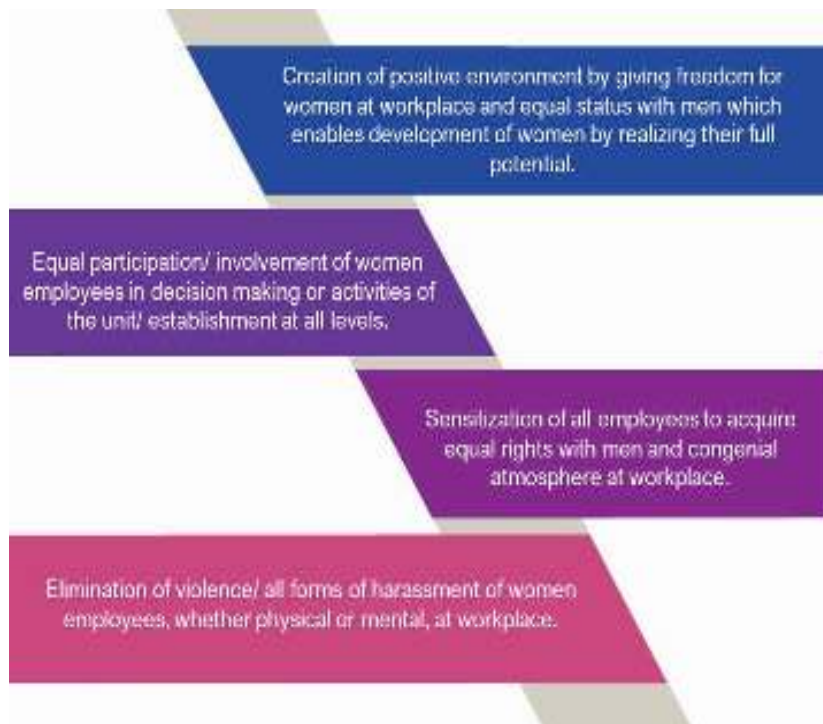 Creation of positive environment by giving freedom for
women at workplace and equal status with men which
enables development of women by realizing their full
potential.
Equal participation/ involvement of women
employees in decision making or activities of
the unit/ establishment at all levels.
Sensitization of all employees to acquire
equal rights with men and congenial
atmosphere at workplace.
Elimination of violence/ all forms of harassment of women
employees, whether physical or mental, at workplace.